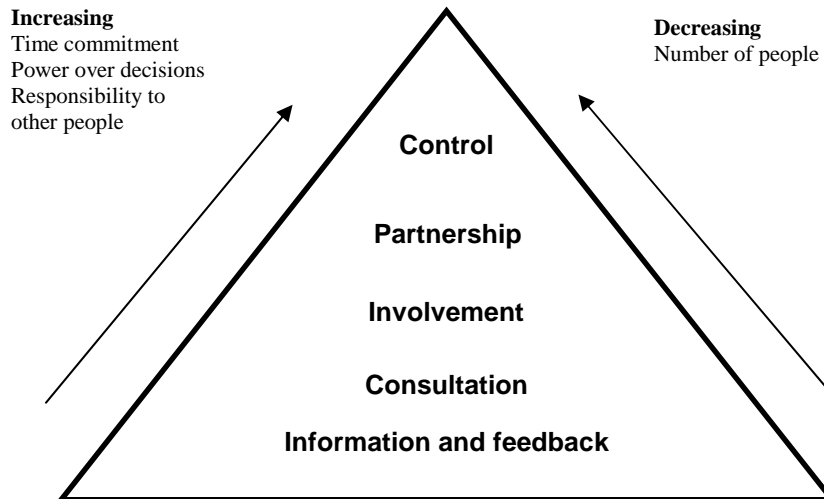 Increasing
Time commitment
Power over decisions
Responsibility to
other people
Decreasing
Number of people
Control
Partnership
Involvement
Consultation
Information and feedback